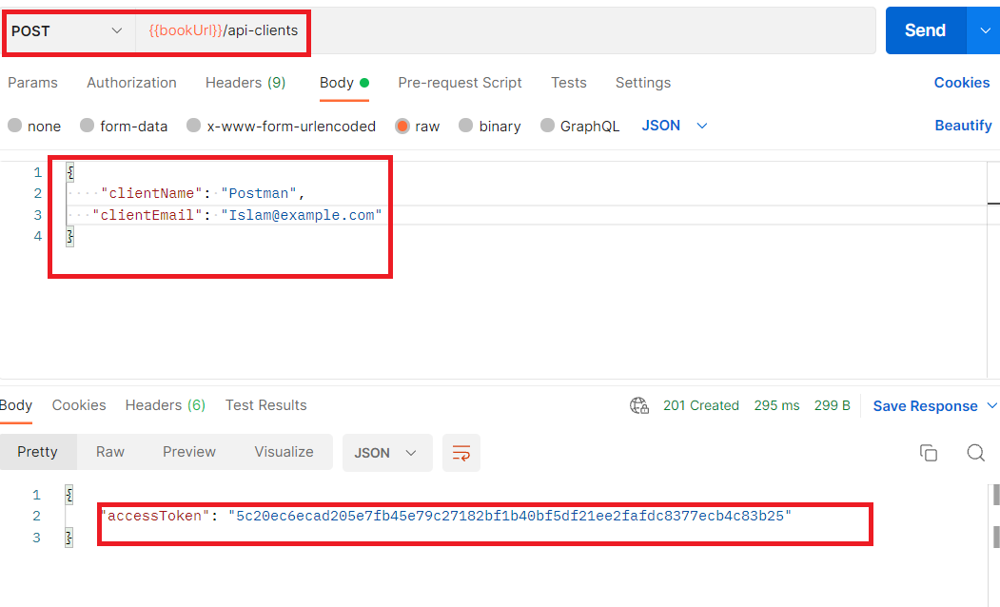 POST {{bookUrl}}/api-clients Send
Params Authorization Headers (9) Body Pre-request Script Tests Settings Cookies
none form-data x-www-form-urlencoded raw binary GraphQL JSON Beautify
1 {
2 "clientName": "Postman",
3 "clientEmail": "Islam@example.com"
4 }
Body Cookies Headers (6) Test Results 201 Created 295 ms 299 B Save Response
Pretty Raw Preview Visualize JSON
1 {
2 "accessToken": "5c20ec6ecad205e7fb45e79c27182bf1b40bf5df21ee2fafdc8377ecb4c83b25"
3 }